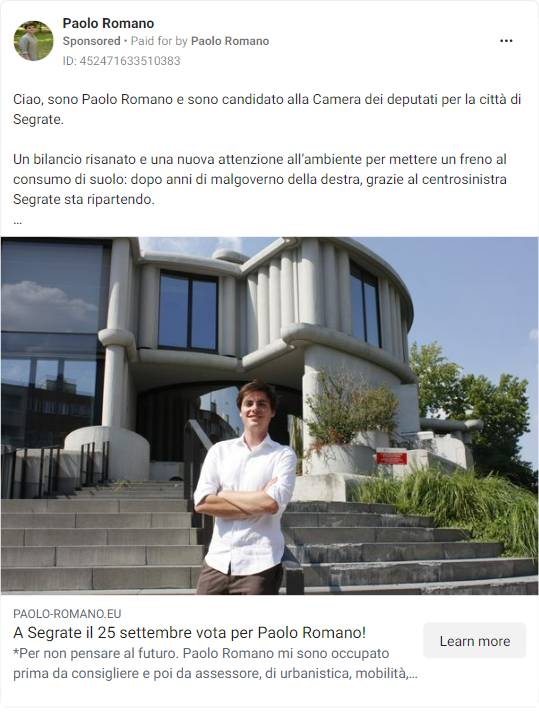 Paolo Romano
Sponsored • Paid for by Paolo Romano
ID: 452471633510383
Ciao, sono Paolo Romano e sono candidato alla Camera dei deputati per la città di
Segrate.
Un bilancio risanato e una nuova attenzione all'ambiente per mettere un freno al
consumo di suolo: dopo anni di malgoverno della destra, grazie al centrosinistra
Segrate sta ripartendo.
...
PAOLO-ROMANO.EU
A Segrate il 25 settembre vota per Paolo Romano!
*Per non pensare al futuro. Paolo Romano mi sono occupato
prima da consigliere e poi da assessore, di urbanistica, mobilità,...
Learn more